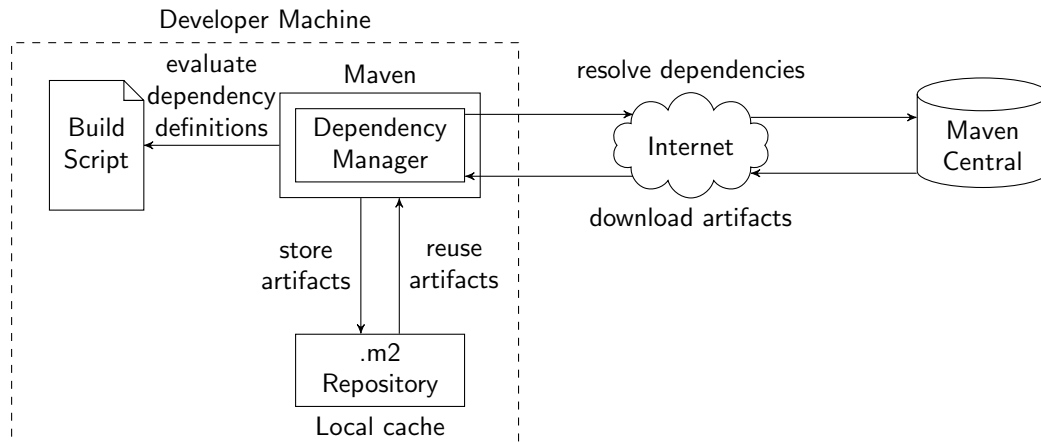 Developer Machine
evaluate
dependency
definitions
Build
Script
Maven
Dependency
Manager
resolve dependencies
Internet
download artifacts
Maven
Central
store
artifacts
reuse
artifacts
.m2
Repository
Local cache